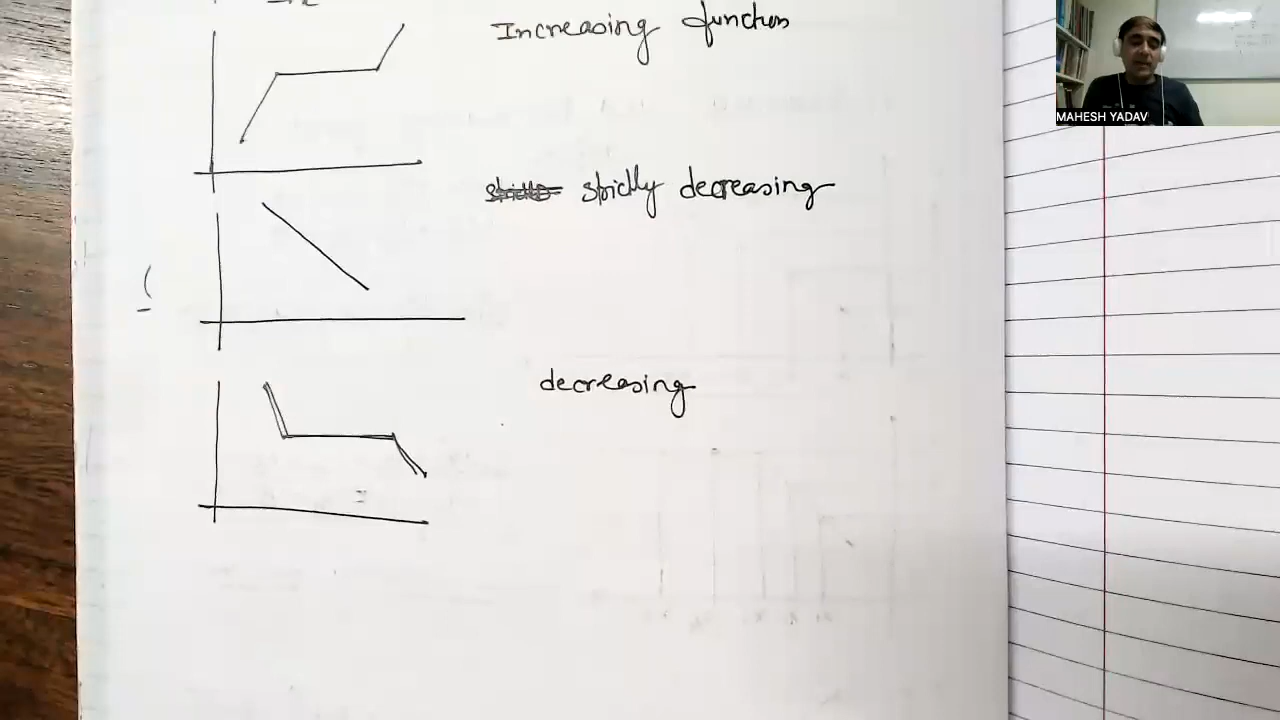 Increasing function
MAHESH YADAV
strictly decreasing
decreasing